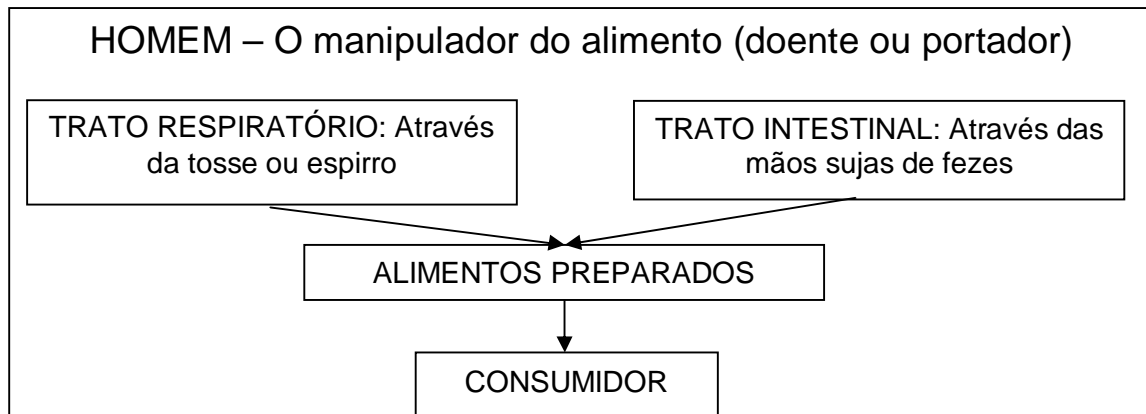 HOMEM – O manipulador do alimento (doente ou portador)
TRATO RESPIRATÓRIO: Através
da tosse ou espirro
TRATO INTESTINAL: Através das
mãos sujas de fezes
ALIMENTOS PREPARADOS
CONSUMIDOR